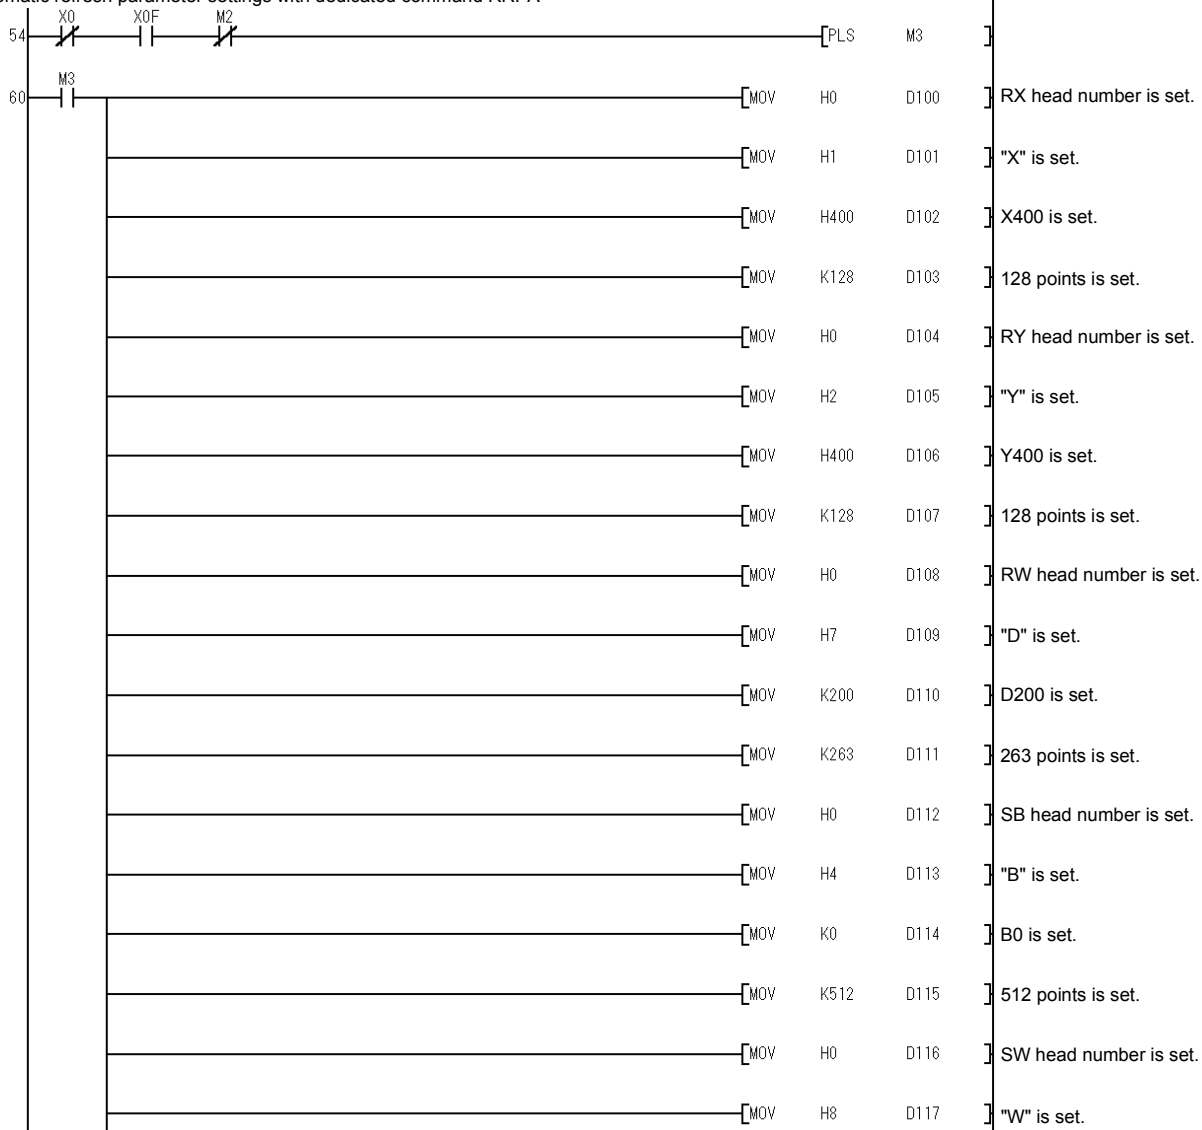 refresh parameter settings with dedicated command
X0 X0F M2
54 PLS M3
M3
60 MOV H0 D100 RX head number is set.
MOV H1 D101 "X" is set.
MOV H400 D102 X400 is set.
MOV K128 D103 128 points is set.
MOV H0 D104 RY head number is set.
MOV H2 D105 "Y" is set.
MOV H400 D106 Y400 is set.
MOV K128 D107 128 points is set.
MOV H0 D108 RW head number is set.
MOV H7 D109 "D" is set.
MOV K200 D110 D200 is set.
MOV K263 D111 263 points is set.
MOV H0 D112 SB head number is set.
MOV H4 D113 "B" is set.
MOV K0 D114 B0 is set.
MOV K512 D115 512 points is set.
MOV H0 D116 SW head number is set.
MOV H8 D117 "W" is set.